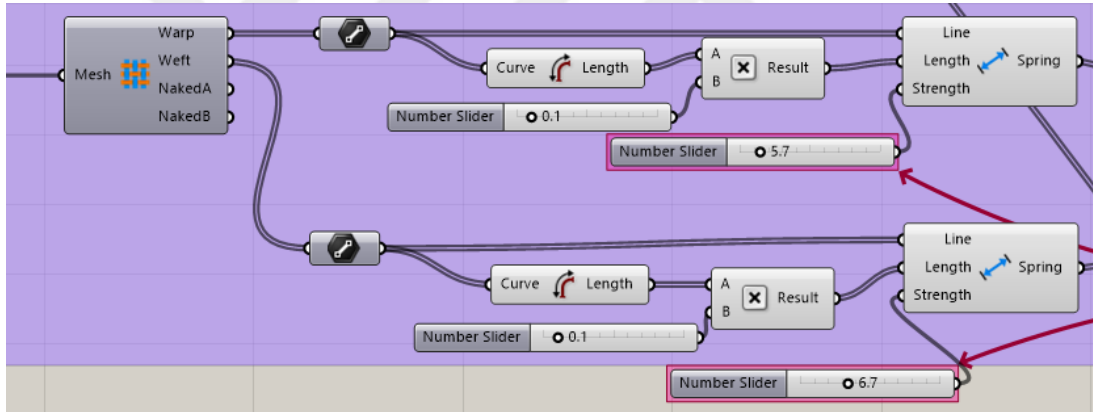 Mesh
Warp
Weft
NakedA
NakedB
Curve Length
A
B
Result
Number Slider 0.1
Number Slider 5.7
Line
Length Spring
Strength
Curve Length
A
B
Result
Number Slider 0.1
Line
Length Spring
Strength
Number Slider 6.7